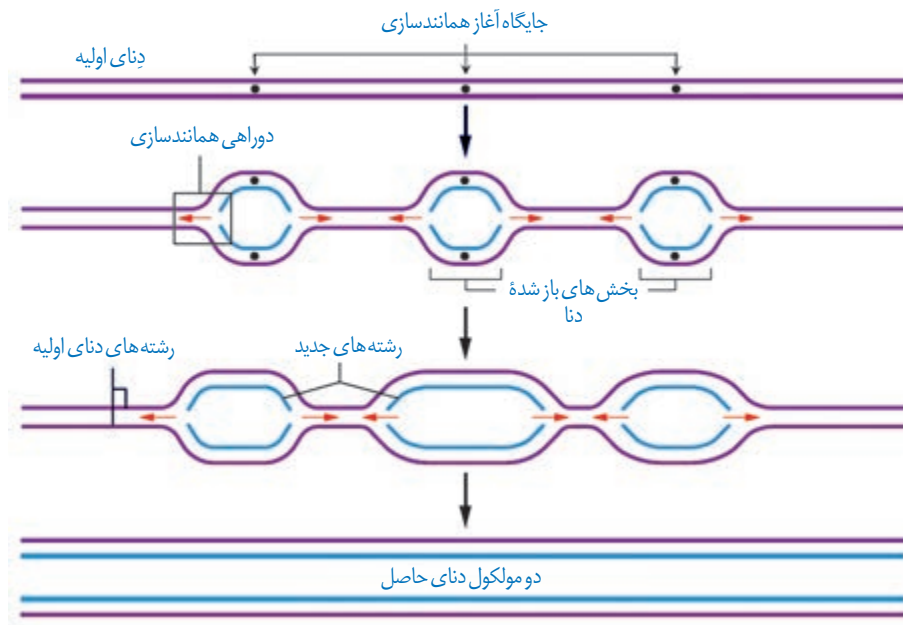 جایگاه آغاز همانندسازی
دِنای اولیه
دوراهی همانندسازی
بخش‌های باز شدهٔ
دنا
رشته‌های جدید
رشته‌های دنای اولیه
دو مولکول دنای حاصل